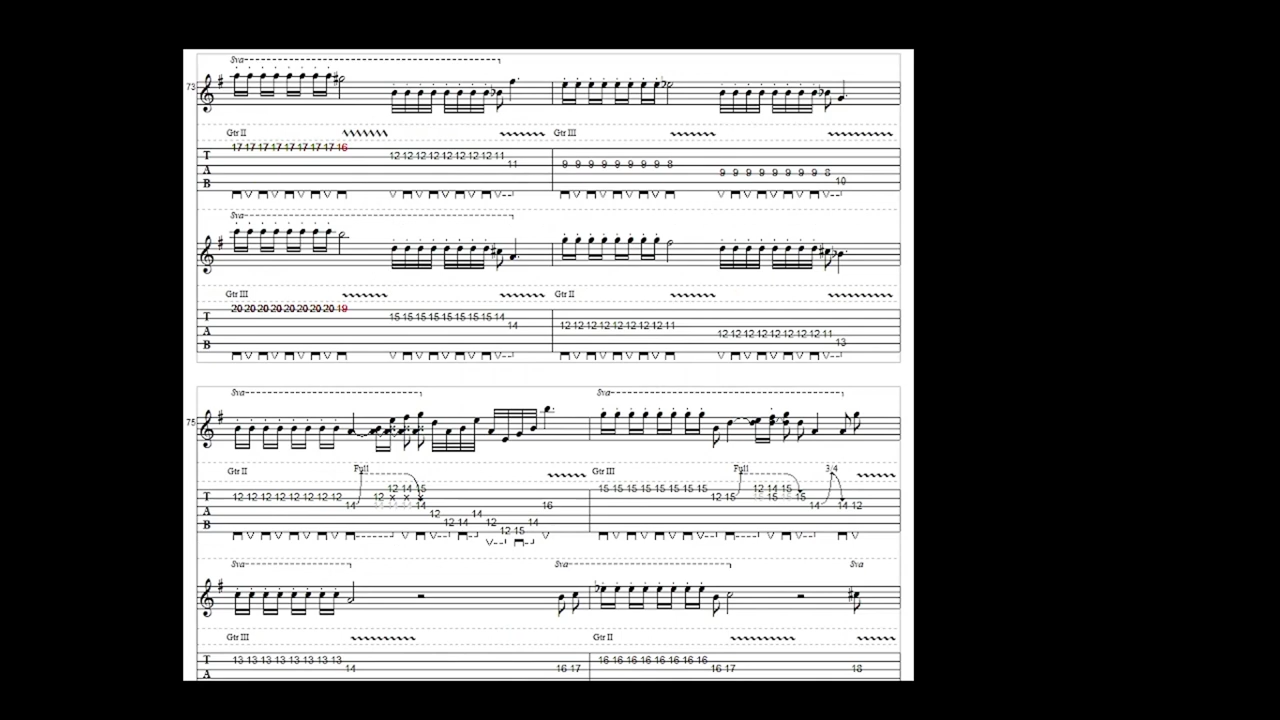 8va
73
Gtr II Gtr III
17 17 17 17 17 17 17 17 16
T 12 12 12 12 12 12 12 12 11
A 11 9 9 9 9 9 9 9 9 8
9 9 9 9 9 9 9 9 8
B 10
8va
Gtr III Gtr II
20 20 20 20 20 20 20 20 19
T 15 15 15 15 15 15 15 15 14
A 14 12 12 12 12 12 12 12 12 11
12 12 12 12 12 12 12 12 11
B 13
8va 8va
75
Gtr II Full Gtr III Full 3/4
12 14 15 15 15 15 15 15 15 15 15 12 14 15
T 12 12 12 12 12 12 12 12 12 x x 12 15 15 15 15
14 14 16 14 14 12
A 12 14
B 12 14 12 14
12 15
8va 8va 8va
Gtr III Gtr II
T 13 13 13 13 13 13 13 13 16 16 16 16 16 16 16 16
14 16 17 16 17 18
A